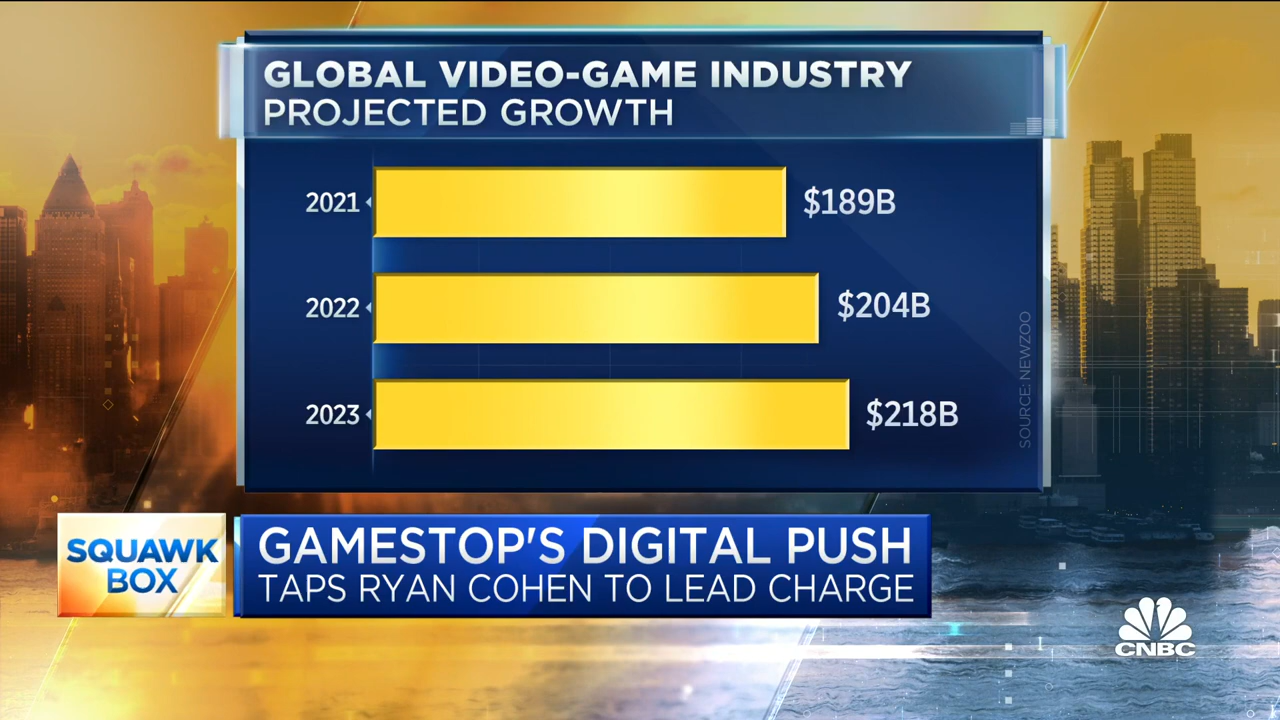 GLOBAL VIDEO-GAME INDUSTRY
PROJECTED GROWTH
2021
$189B
2022
$204B
2023
$218B
SOURCE: NEWZOO
SQUAWK
BOX
GAMESTOP'S DIGITAL PUSH
TAPS RYAN COHEN TO LEAD CHARGE
CNBC